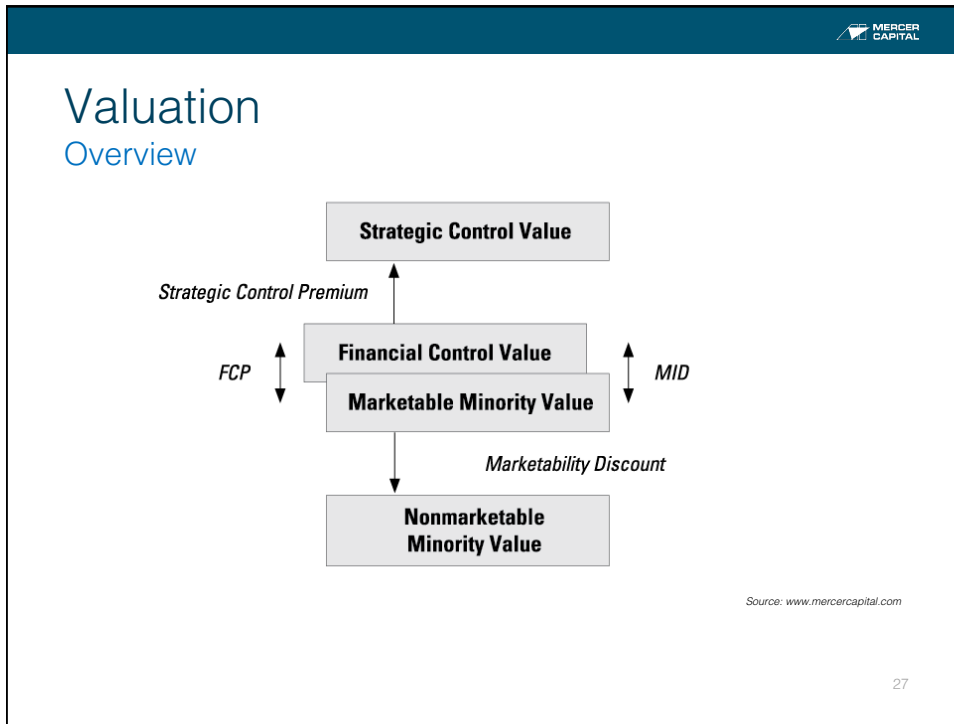 MERCER
CAPITAL
Valuation
Overview
Strategic Control Value
Strategic Control Premium
Financial Control Value
FCP
MID
Marketable Minority Value
Marketability Discount
Nonmarketable
Minority Value
Source: www.mercercapital.com
27